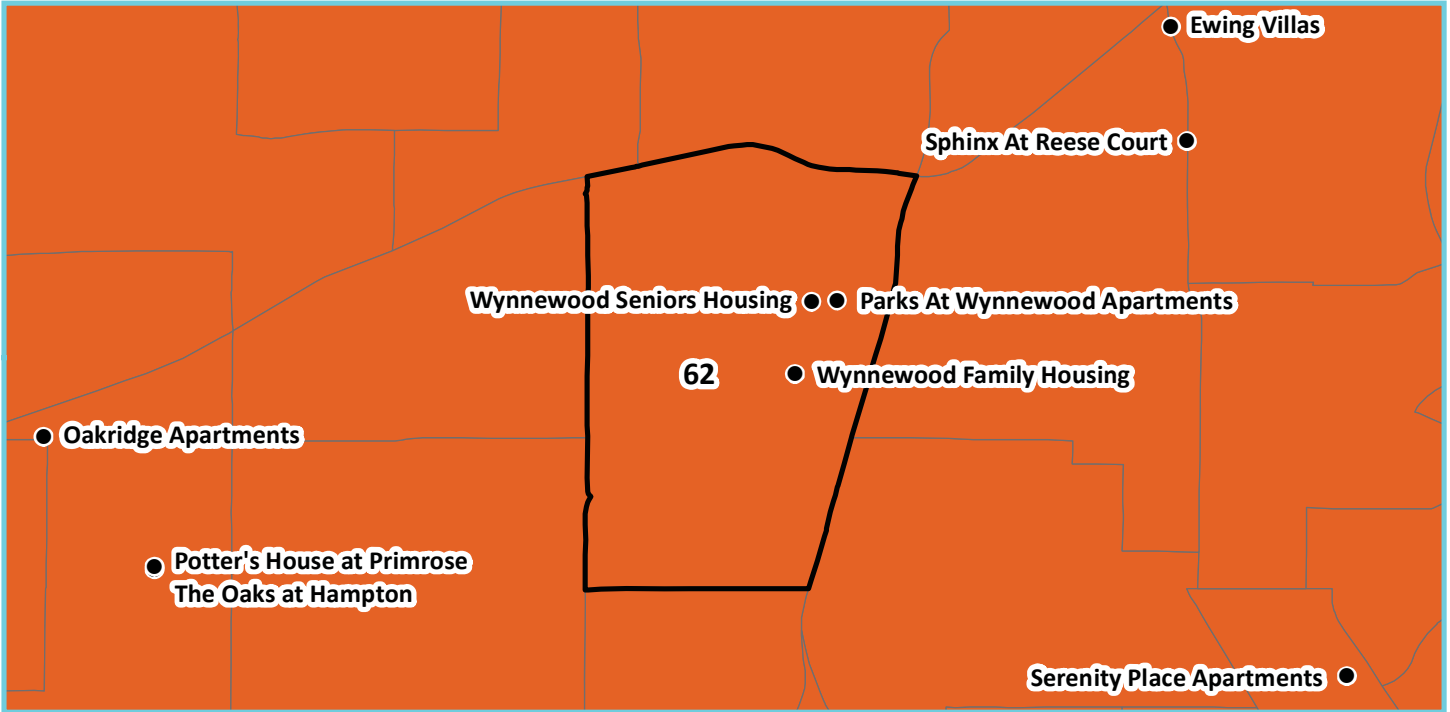 Ewing Villas
Sphinx At Reese Court
Wynnewood Seniors Housing
Parks At Wynnewood Apartments
62
Wynnewood Family Housing
Oakridge Apartments
Potter's House at Primrose
The Oaks at Hampton
Serenity Place Apartments